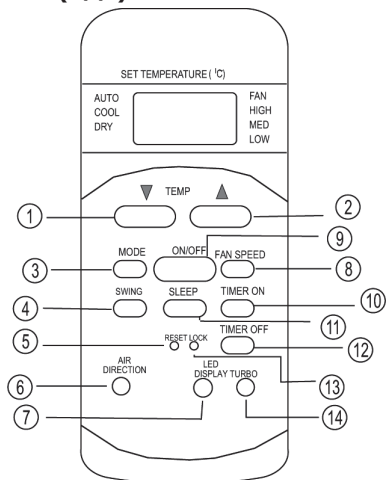 SET TEMPERATURE ( °C)
AUTO
COOL
DRY
FAN
HIGH
MED
LOW
▼ TEMP ▲
1
2
9
MODE
ON/OFF
FAN SPEED
3
8
SWING
SLEEP
TIMER ON
4
10
11
RESET LOCK
TIMER OFF
5
12
AIR
DIRECTION
LED
DISPLAY TURBO
13
6
7
14